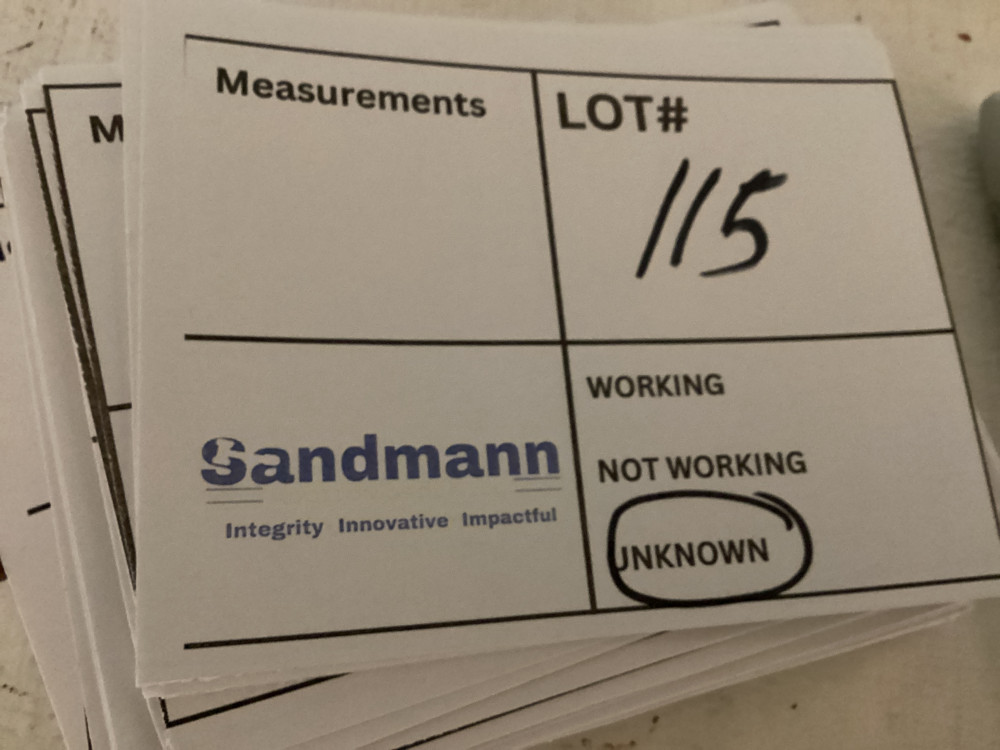 Measurements
LOT#
115
WORKING
NOT WORKING
UNKNOWN
Sandmann
Integrity Innovative Impactful
M